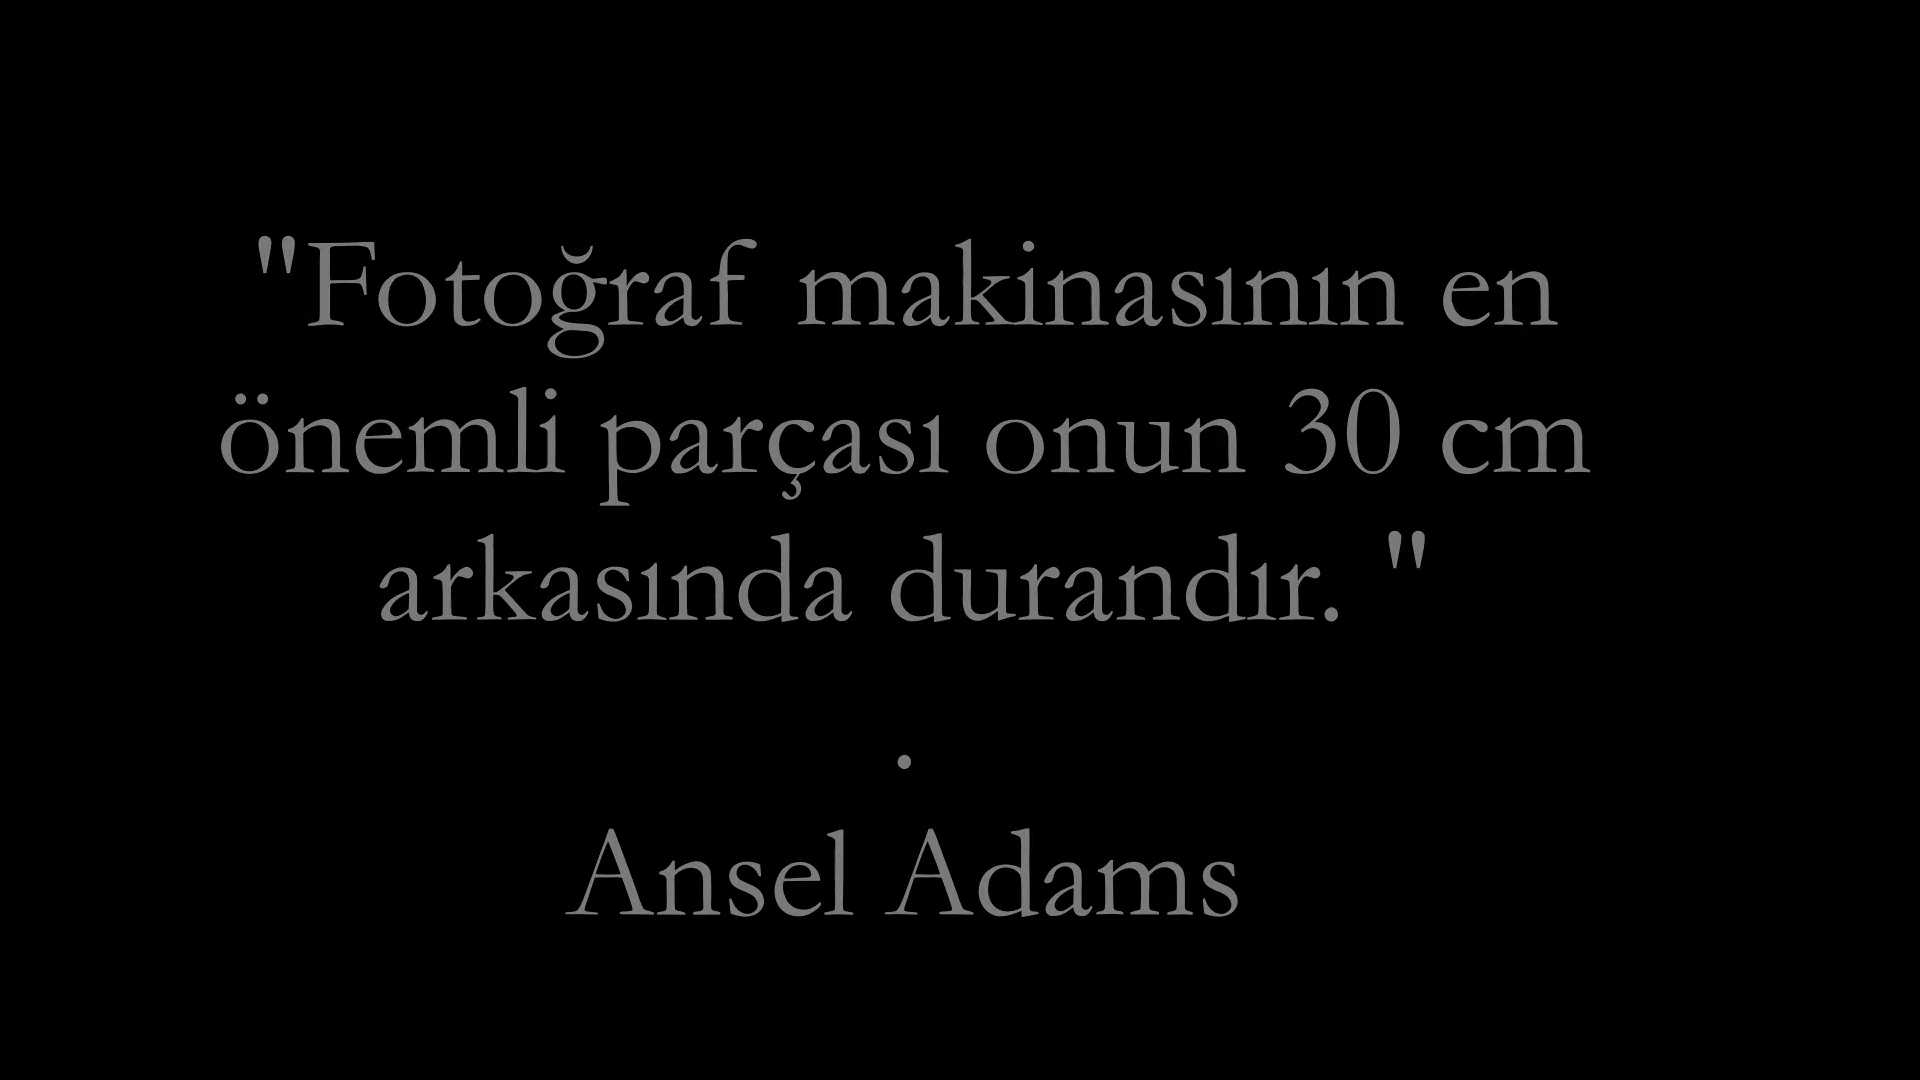 "Fotoğraf makinasının en
önemli parçası onun 30 cm
arkasında durandır. "
.
Ansel Adams